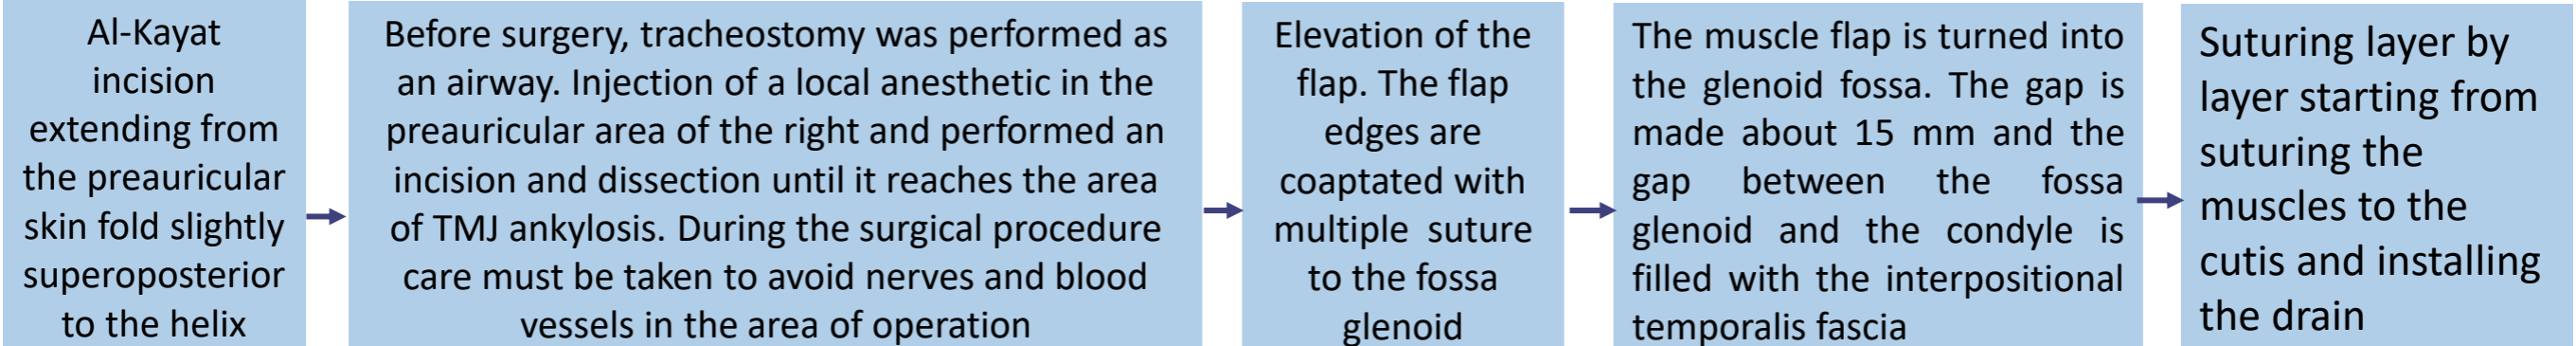 Al-Kayat
incision
extending from
the preauricular
skin fold slightly
superoposterior
to the helix
Before surgery, tracheostomy was performed as
an airway. Injection of a local anesthetic in the
preauricular area of the right and performed an
incision and dissection until it reaches the area
of TMJ ankylosis. During the surgical procedure
care must be taken to avoid nerves and blood
vessels in the area of operation
Elevation of the
flap. The flap
edges are
coaptated with
multiple suture
to the fossa
glenoid
The muscle flap is turned into
the glenoid fossa. The gap is
made about 15 mm and the
gap between the fossa
glenoid and the condyle is
filled with the interpositional
temporalis fascia
Suturing layer by
layer starting from
suturing the
muscles to the
cutis and installing
the drain